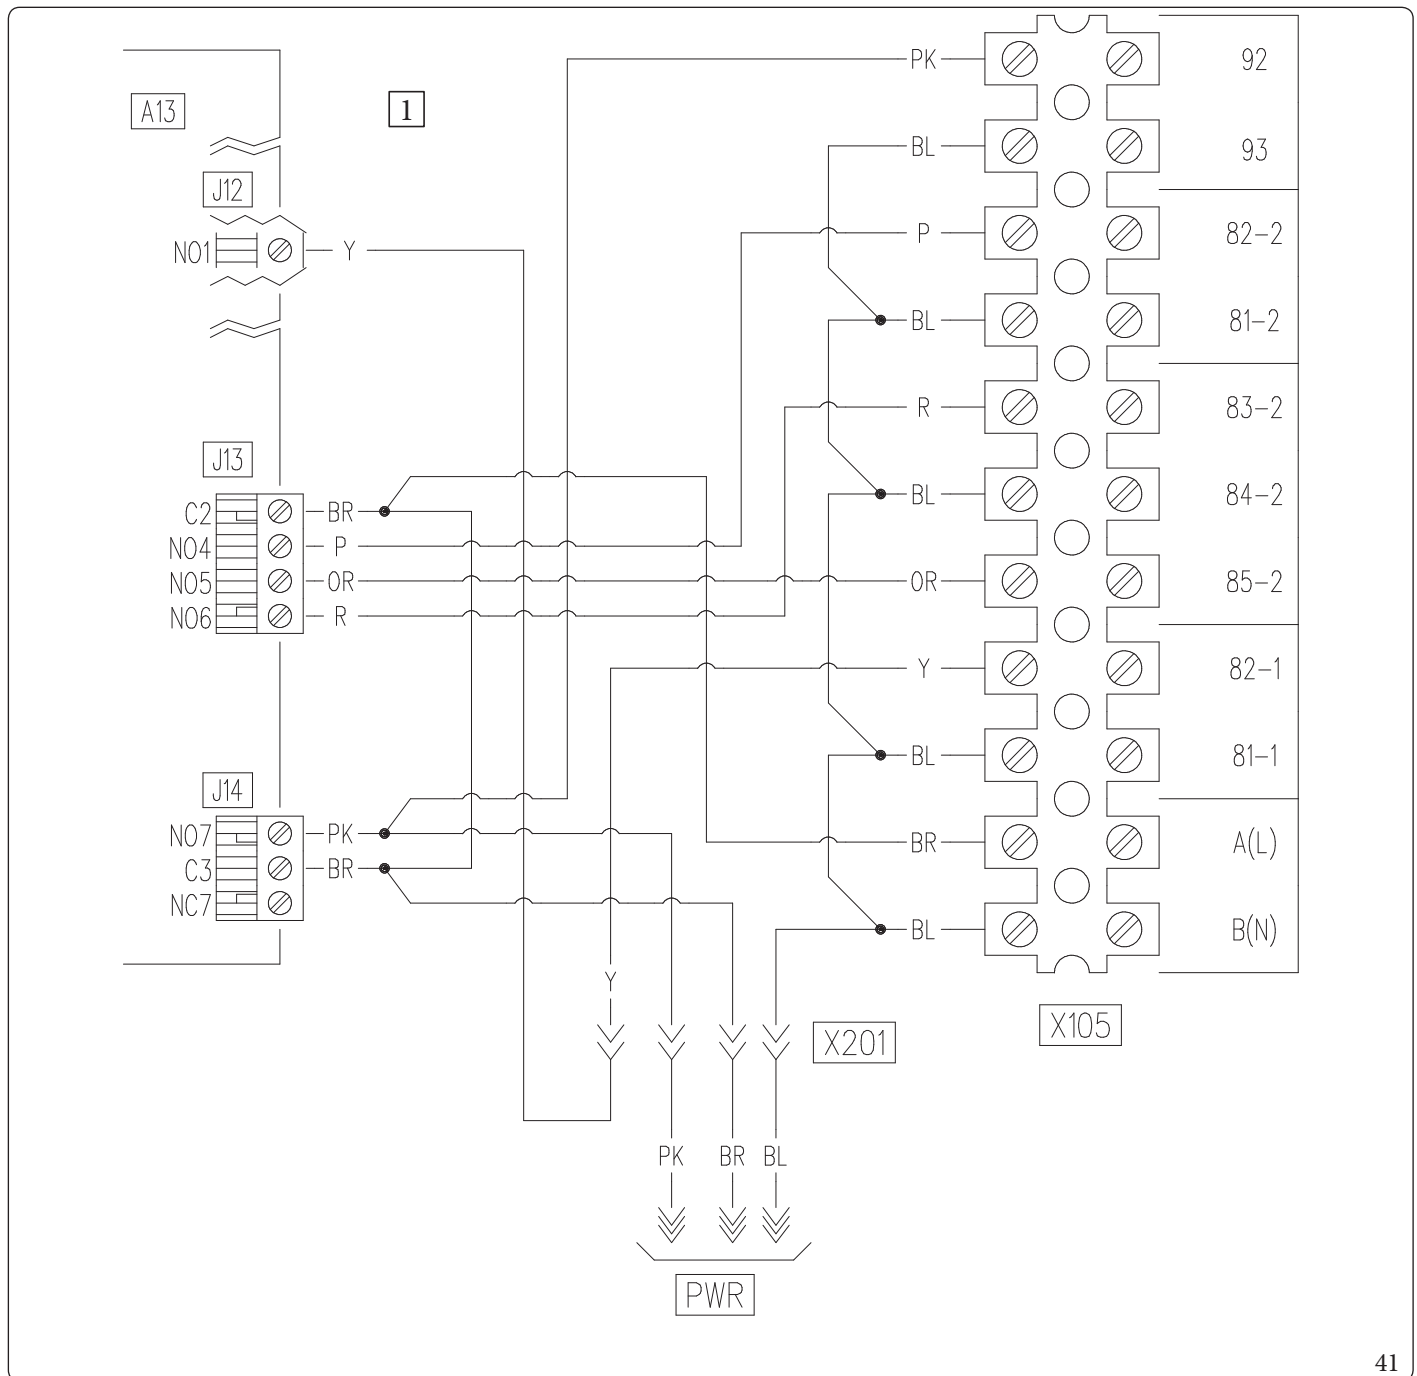 PK
92
A13
1
BL
93
J12
NO1
Y
P
82-2
BL
81-2
R
83-2
J13
BL
84-2
C2
BR
NO4
P
NO5
OR
OR
85-2
NO6
R
Y
82-1
BL
81-1
J14
NO7
PK
BR
A(L)
C3
BR
NC7
BL
B(N)
Y
X201
X105
PK
BR
BL
PWR
41